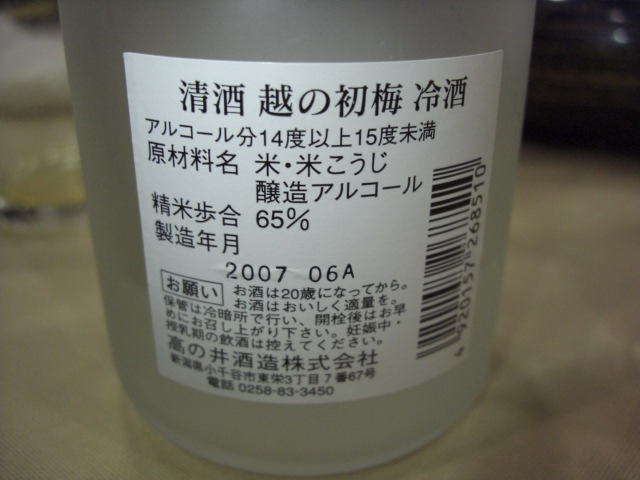 清酒 越の初梅 冷酒
アルコール分14度以上15度未満
原材料名 米・米こうじ
醸造アルコール
精米歩合 65%
製造年月
2007 06A
お願い お酒は20歳になってから。
お酒はおいしく適量を。
保管は冷暗所で行い、開栓後はお早
めにお召し上がり下さい。妊娠中・
授乳期の飲酒は控えてください。
高の井酒造株式会社
新潟県小千谷市東栄3丁目7番67号
電話 0258-83-3450
4 920157 268510